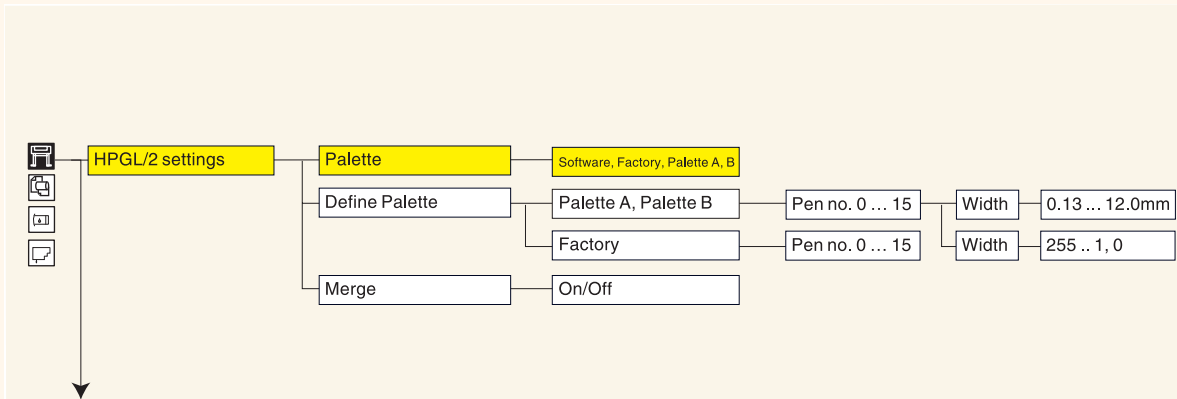 HPGL/2 settings
Palette
Software, Factory, Palette A, B
Define Palette
Palette A, Palette B
Pen no. 0 ... 15
Width
0.13 ... 12.0mm
Factory
Pen no. 0 ... 15
Width
255 .. 1, 0
Merge
On/Off